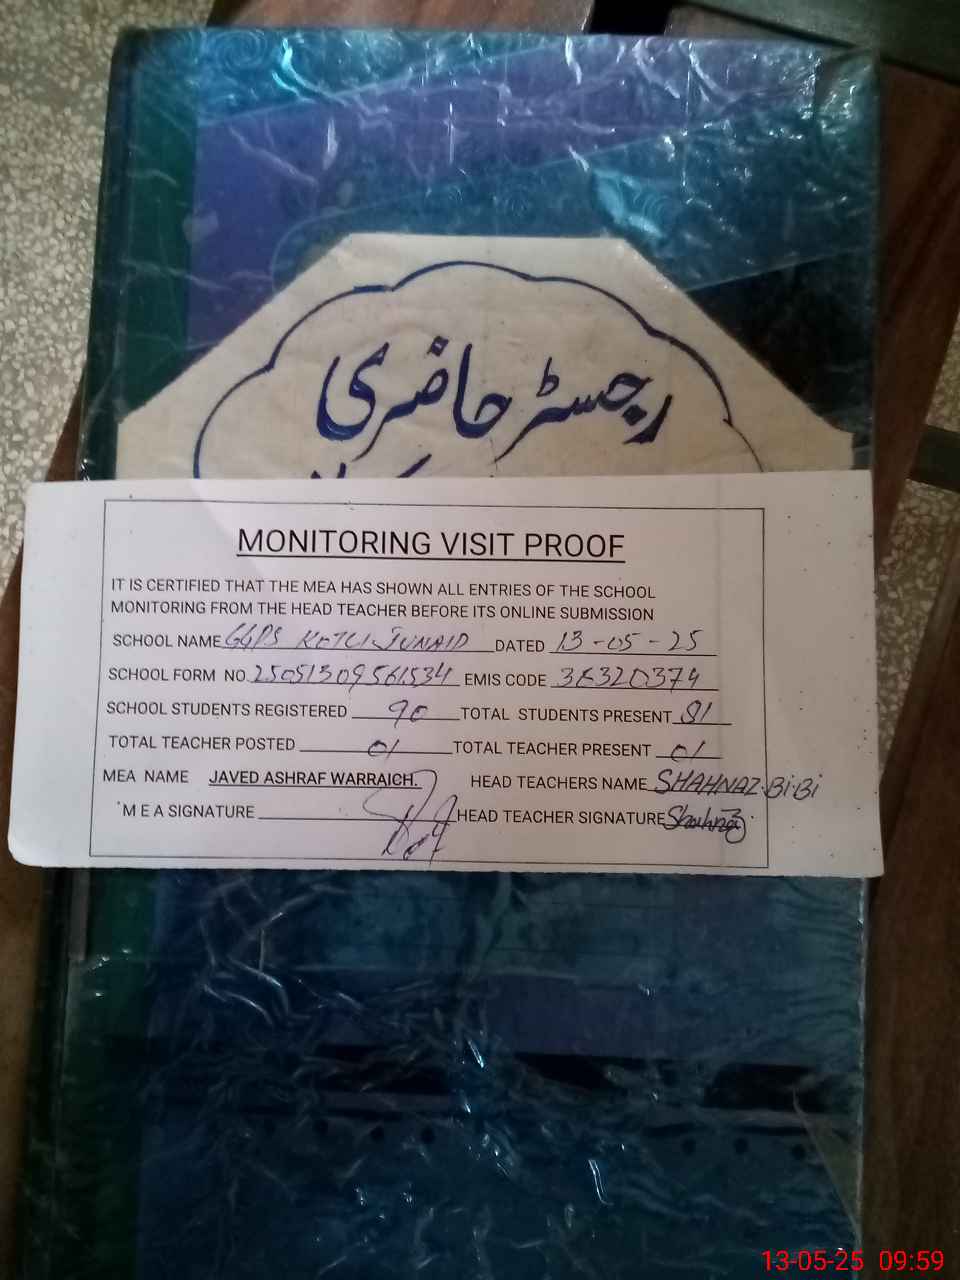 رجسٹر حاضری
MONITORING VISIT PROOF
IT IS CERTIFIED THAT THE MEA HAS SHOWN ALL ENTRIES OF THE SCHOOL
MONITORING FROM THE HEAD TEACHER BEFORE ITS ONLINE SUBMISSION
SCHOOL NAME GGPS KOTLI JUNAID DATED 13-05-25
SCHOOL FORM NO. 25051309561534 EMIS CODE 38320374
SCHOOL STUDENTS REGISTERED 90 TOTAL STUDENTS PRESENT 81
TOTAL TEACHER POSTED 01 TOTAL TEACHER PRESENT 01
MEA NAME JAVED ASHRAF WARRAICH. HEAD TEACHERS NAME SHAHNAZ.BiBi
M E A SIGNATURE HEAD TEACHER SIGNATURE Shahnaz
13-05-25 09:59